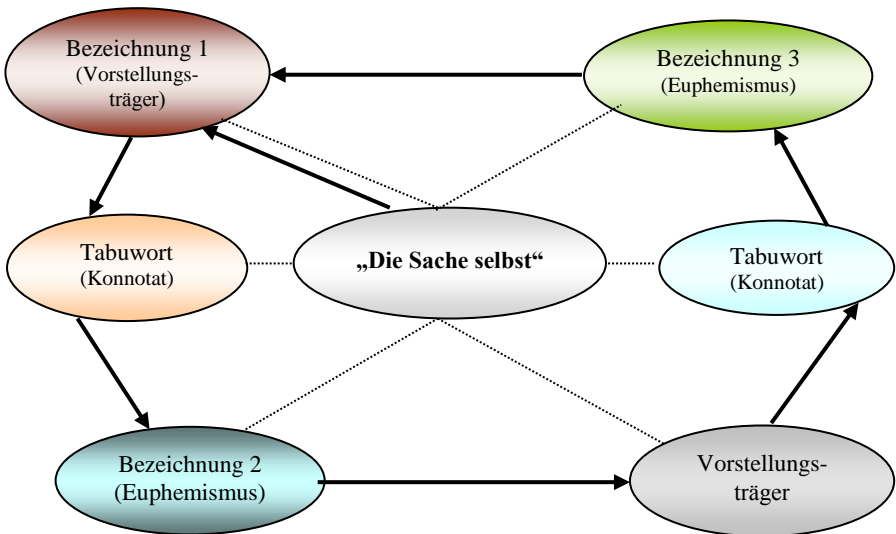 Bezeichnung 1
(Vorstellungs-
träger)
Bezeichnung 3
(Euphemismus)
Tabuwort
(Konnotat)
„Die Sache selbst“
Tabuwort
(Konnotat)
Bezeichnung 2
(Euphemismus)
Vorstellungs-
träger